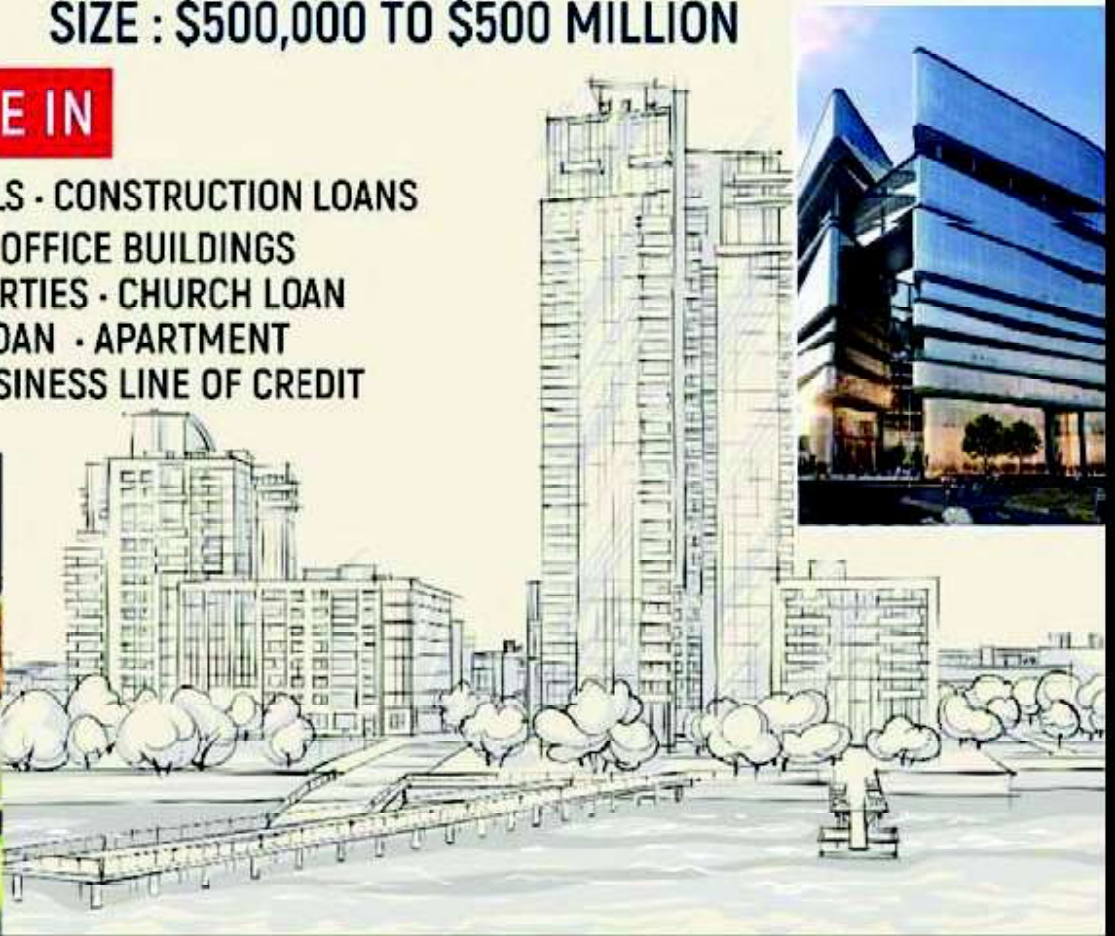 SIZE : $500,000 TO $500 MILLION
E IN
LS · CONSTRUCTION LOANS
OFFICE BUILDINGS
RTIES · CHURCH LOAN
OAN · APARTMENT
SINESS LINE OF CREDIT